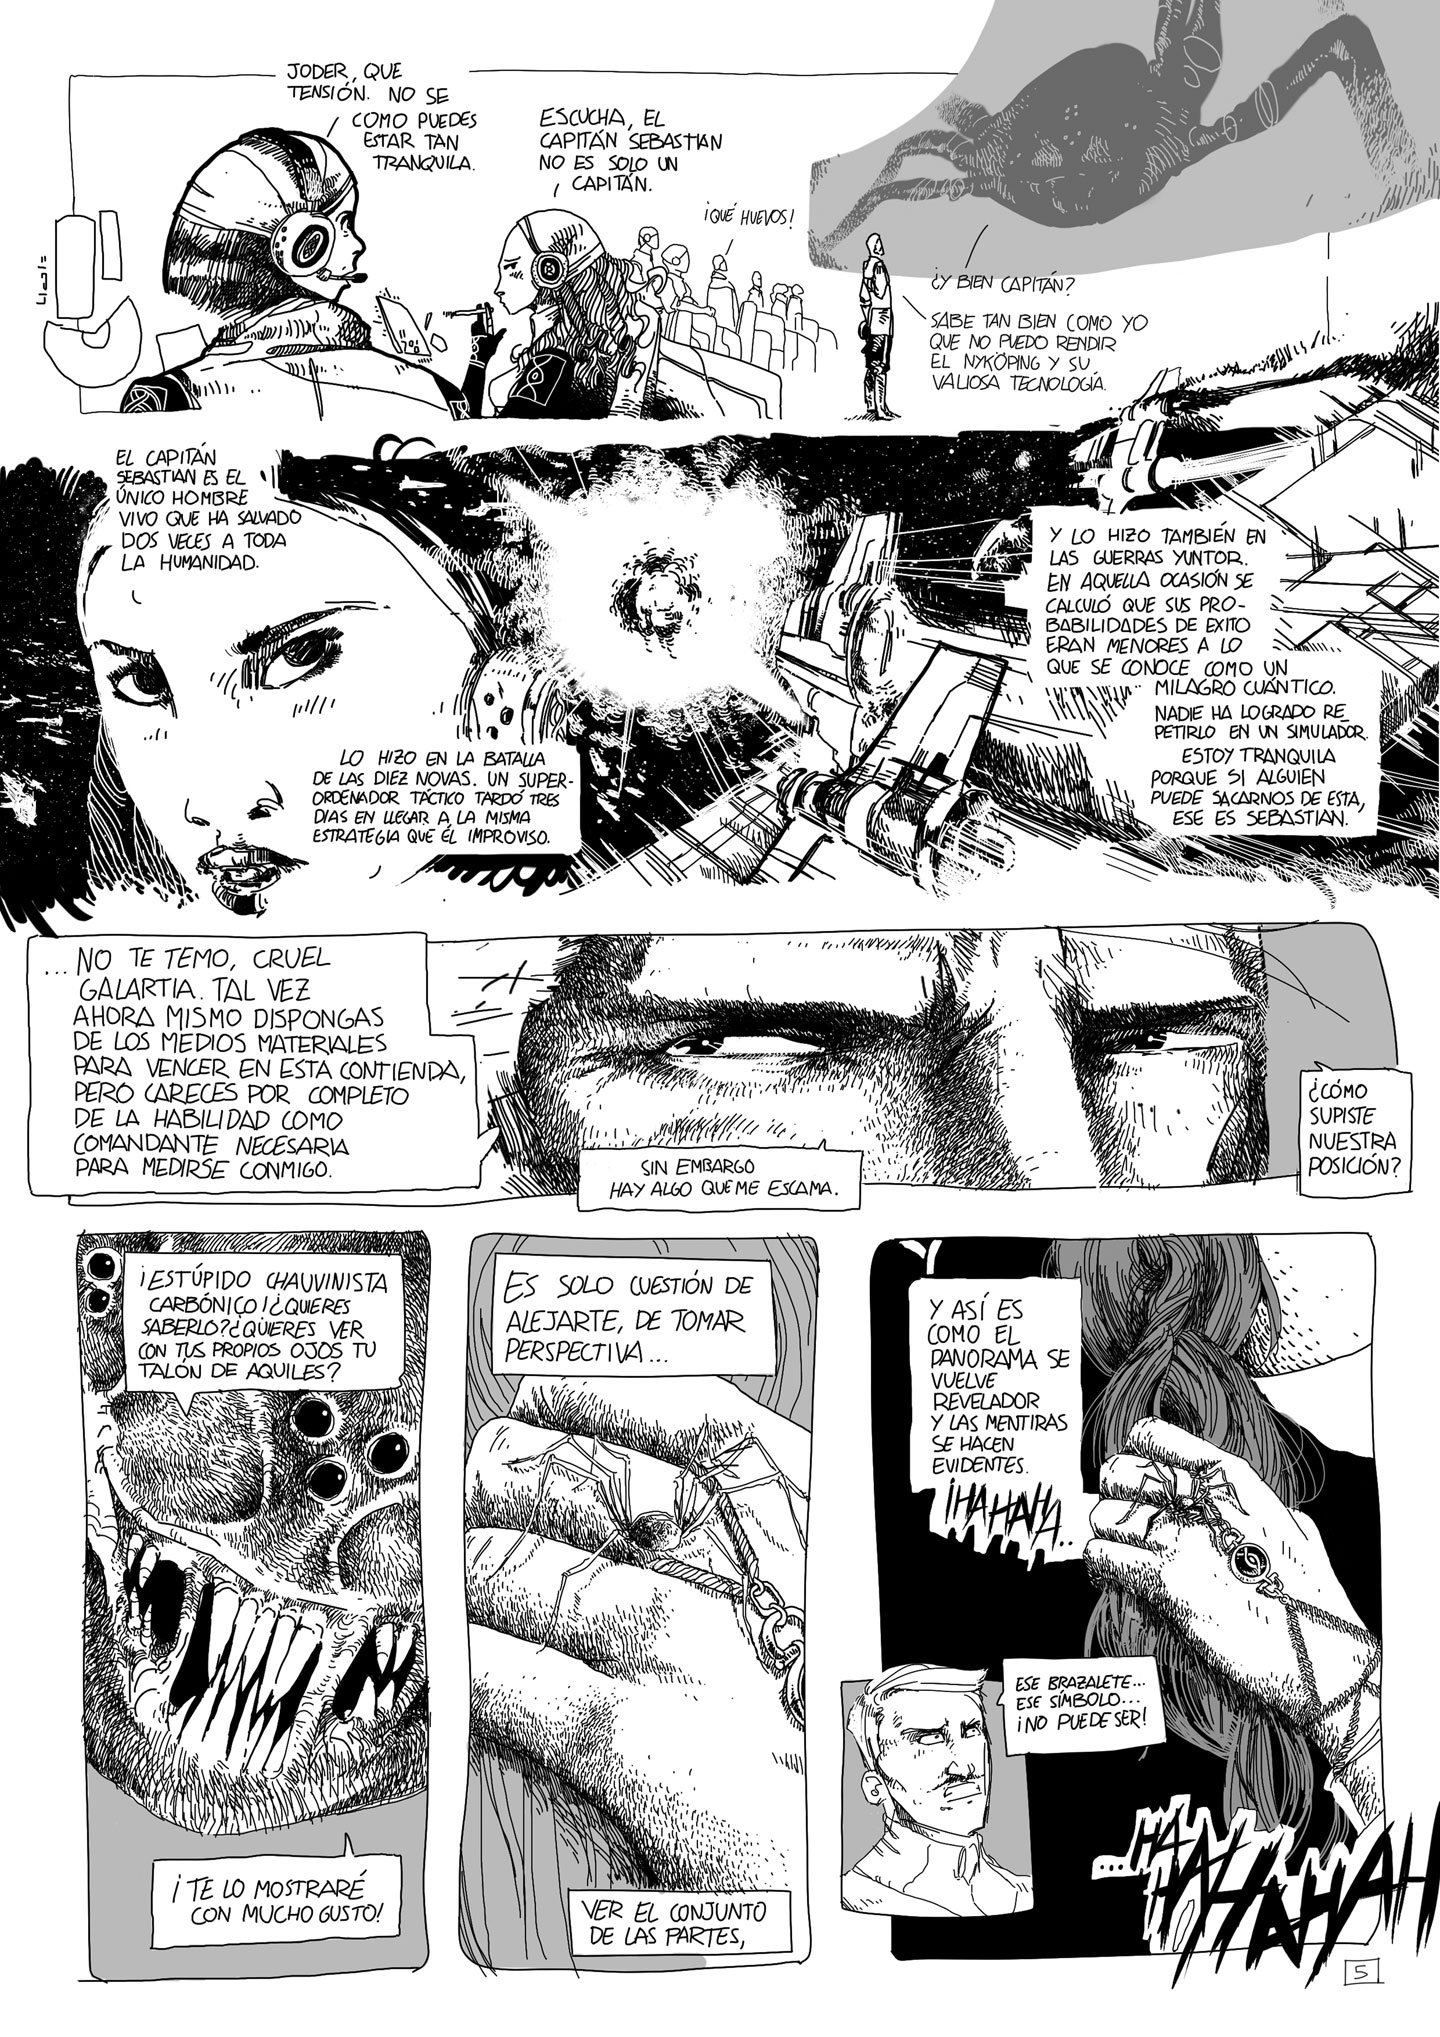 JODER, QUE
TENSIÓN. NO SE
COMO PUEDES
ESTAR TAN
TRANQUILA.
ESCUCHA, EL
CAPITÁN SEBASTIAN
NO ES SOLO UN
CAPITÁN.
¡QUÉ HUEVOS!
¿Y BIEN CAPITÁN?
SABE TAN BIEN COMO YO
QUE NO PUEDO RENDIR
EL NYKÖPING Y SU
VALIOSA TECNOLOGÍA.
EL CAPITÁN
SEBASTIAN ES EL
ÚNICO HOMBRE
VIVO QUE HA SALVADO
DOS VECES A TODA
LA HUMANIDAD.
LO HIZO EN LA BATALLA
DE LAS DIEZ NOVAS. UN SUPER-
ORDENADOR TÁCTICO TARDÓ TRES
DIAS EN LLEGAR A LA MISMA
ESTRATEGIA QUE ÉL IMPROVISO.
Y LO HIZO TAMBIÉN EN
LAS GUERRAS YUNTOR.
EN AQUELLA OCASIÓN SE
CALCULÓ QUE SUS PRO-
BABILIDADES DE EXITO
ERAN MENORES A LO
QUE SE CONOCE COMO UN
MILAGRO CUÁNTICO.
NADIE HA LOGRADO RE_
PETIRLO EN UN SIMULADOR.
ESTOY TRANQUILA
PORQUE SI ALGUIEN
PUEDE SACARNOS DE ESTA,
ESE ES SEBASTIAN.
...NO TE TEMO, CRUEL
GALARTIA. TAL VEZ
AHORA MISMO DISPONGAS
DE LOS MEDIOS MATERIALES
PARA VENCER EN ESTA CONTIENDA,
PERO CARECES POR COMPLETO
DE LA HABILIDAD COMO
COMANDANTE NECESARIA
PARA MEDIRSE CONMIGO.
SIN EMBARGO
HAY ALGO QUE ME ESCAMA.
¿CÓMO
SUPISTE
NUESTRA
POSICIÓN?
¡ESTÚPIDO CHAUVINISTA
CARBÓNICO! ¿QUIERES
SABERLO? ¿QUIERES VER
CON TUS PROPIOS OJOS TU
TALÓN DE AQUILES?
¡TE LO MOSTRARÉ
CON MUCHO GUSTO!
ES SOLO CUESTIÓN DE
ALEJARTE, DE TOMAR
PERSPECTIVA...
VER EL CONJUNTO
DE LAS PARTES,
Y ASÍ ES
COMO EL
PANORAMA SE
VUELVE
REVELADOR
Y LAS MENTIRAS
SE HACEN
EVIDENTES.
¡HAHAHA..
ESE BRAZALETE...
ESE SÍMBOLO...
¡NO PUEDE SER!
...HAHAHAHAHAH
5